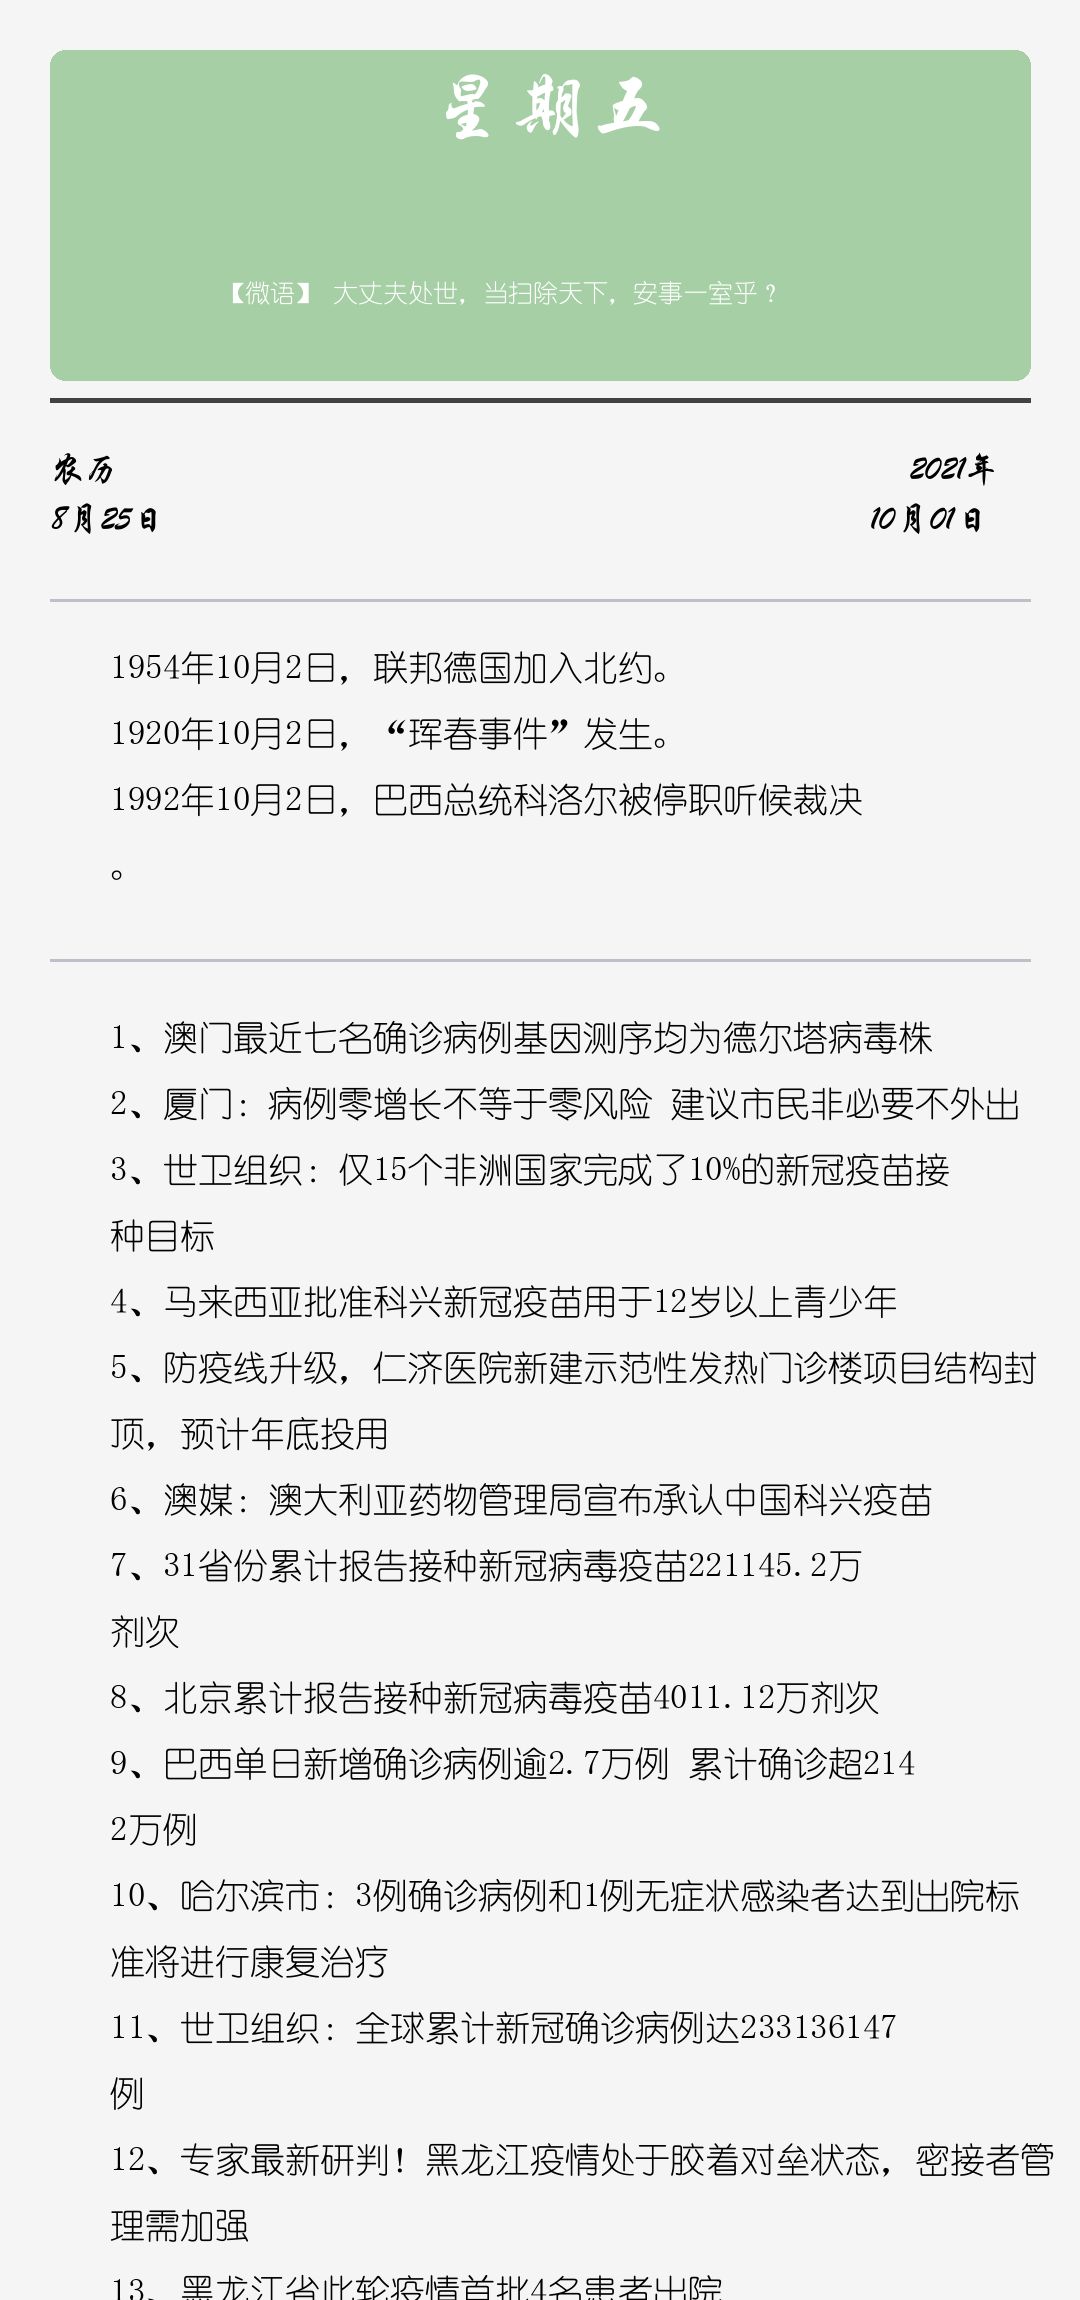 星期五
【微语】 大丈夫处世，当扫除天下，安事一室乎？
农历
2021年
8月25日
10月01日
1954年10月2日，联邦德国加入北约。
1920年10月2日，“珲春事件”发生。
1992年10月2日，巴西总统科洛尔被停职听候裁决
。
1、澳门最近七名确诊病例基因测序均为德尔塔病毒株
2、厦门：病例零增长不等于零风险 建议市民非必要不外出
3、世卫组织：仅15个非洲国家完成了10%的新冠疫苗接
种目标
4、马来西亚批准科兴新冠疫苗用于12岁以上青少年
5、防疫线升级，仁济医院新建示范性发热门诊楼项目结构封
顶，预计年底投用
6、澳媒：澳大利亚药物管理局宣布承认中国科兴疫苗
7、31省份累计报告接种新冠病毒疫苗221145.2万
剂次
8、北京累计报告接种新冠病毒疫苗4011.12万剂次
9、巴西单日新增确诊病例逾2.7万例 累计确诊超214
2万例
10、哈尔滨市：3例确诊病例和1例无症状感染者达到出院标
准将进行康复治疗
11、世卫组织：全球累计新冠确诊病例达233136147
例
12、专家最新研判！黑龙江疫情处于胶着对垒状态，密接者管
理需加强
13、黑龙江省此轮疫情首批4名患者出院